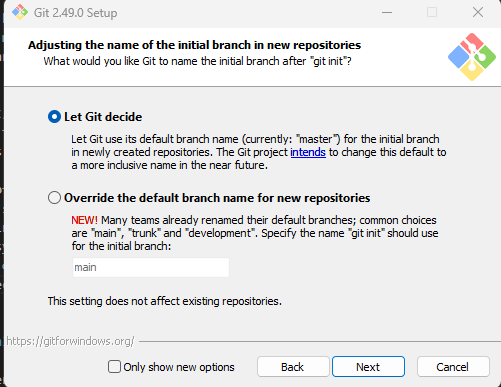 Git 2.49.0 Setup
Adjusting the name of the initial branch in new repositories
What would you like Git to name the initial branch after "git init"?
Let Git decide
Let Git use its default branch name (currently: "master") for the initial branch
in newly created repositories. The Git project intends to change this default to
a more inclusive name in the near future.
Override the default branch name for new repositories
NEW! Many teams already renamed their default branches; common choices
are "main", "trunk" and "development". Specify the name "git init" should use
for the initial branch:
main
This setting does not affect existing repositories.
https://gitforwindows.org/
Only show new options
Back
Next
Cancel